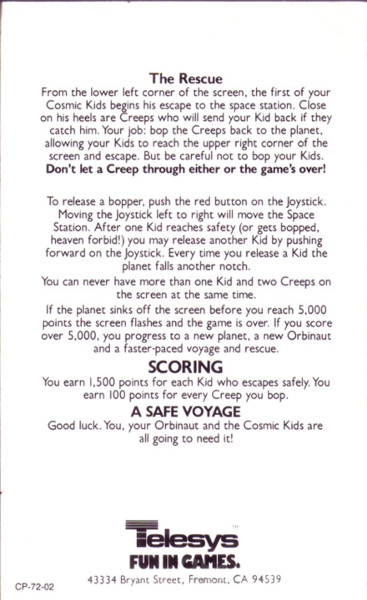 The Rescue
From the lower left corner of the screen, the first of your
Cosmic Kids begins his escape to the space station. Close
on his heels are Creeps who will send your Kid back if they
catch him. Your job: bop the Creeps back to the planet,
allowing your Kids to reach the upper right corner of the
screen and escape. But be careful not to bop your Kids.
Don't let a Creep through either or the game's over!
To release a bopper, push the red button on the Joystick.
Moving the Joystick left to right will move the Space
Station. After one Kid reaches safety (or gets bopped,
heaven forbid!) you may release another Kid by pushing
forward on the Joystick. Every time you release a Kid the
planet falls another notch.
You can never have more than one Kid and two Creeps on
the screen at the same time.
If the planet sinks off the screen before you reach 5,000
points the screen flashes and the game is over. If you score
over 5,000, you progress to a new planet, a new Orbinaut
and a faster-paced voyage and rescue.
SCORING
You earn 1,500 points for each Kid who escapes safely. You
earn 100 points for every Creep you bop.
A SAFE VOYAGE
Good luck. You, your Orbinaut and the Cosmic Kids are
all going to need it!
Telesys™
FUN IN GAMES.
43334 Bryant Street, Fremont, CA 94539
CP-72-02